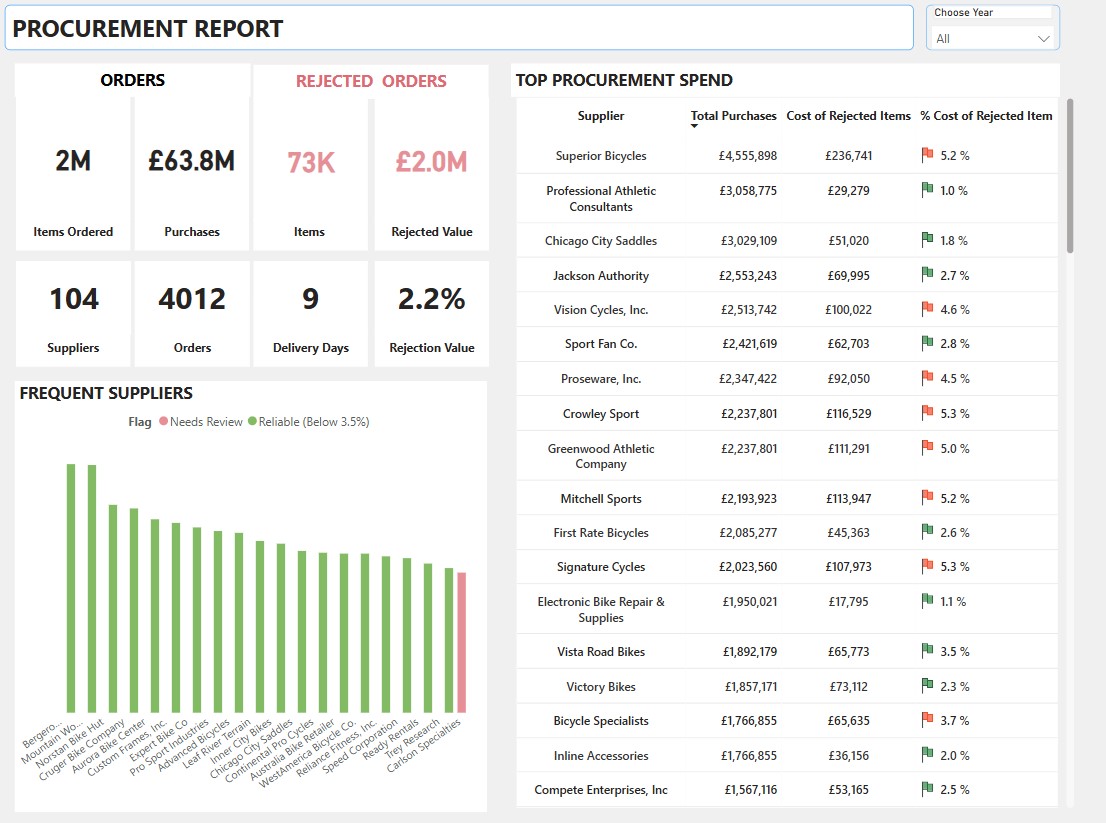 PROCUREMENT REPORT
Choose Year
All
ORDERS
REJECTED ORDERS
2M
Items Ordered
£63.8M
Purchases
73K
Items
£2.0M
Rejected Value
104
Suppliers
4012
Orders
9
Delivery Days
2.2%
Rejection Value
FREQUENT SUPPLIERS
Flag Needs Review Reliable (Below 3.5%)
Bergero...
Mountain Wo...
Norstan Bike Hut
Cruger Bike Company
Aurora Bike Center
Custom Frames, Inc.
Expert Bike Co
Pro Sport Industries
Advanced Bicycles
Leaf River Terrain
Inner City Bikes
Chicago City Saddles
Continental Pro Cycles
Australia Bike Retailer
WestAmerica Bicycle Co.
Reliance Fitness, Inc.
Speed Corporation
Ready Rentals
Trey Research
Carlson Specialties
TOP PROCUREMENT SPEND
Supplier Total Purchases Cost of Rejected Items % Cost of Rejected Item
Superior Bicycles £4,555,898 £236,741 5.2 %
Professional Athletic
Consultants £3,058,775 £29,279 1.0 %
Chicago City Saddles £3,029,109 £51,020 1.8 %
Jackson Authority £2,553,243 £69,995 2.7 %
Vision Cycles, Inc. £2,513,742 £100,022 4.6 %
Sport Fan Co. £2,421,619 £62,703 2.8 %
Proseware, Inc. £2,347,422 £92,050 4.5 %
Crowley Sport £2,237,801 £116,529 5.3 %
Greenwood Athletic
Company £2,237,801 £111,291 5.0 %
Mitchell Sports £2,193,923 £113,947 5.2 %
First Rate Bicycles £2,085,277 £45,363 2.6 %
Signature Cycles £2,023,560 £107,973 5.3 %
Electronic Bike Repair &
Supplies £1,950,021 £17,795 1.1 %
Vista Road Bikes £1,892,179 £65,773 3.5 %
Victory Bikes £1,857,171 £73,112 2.3 %
Bicycle Specialists £1,766,855 £65,635 3.7 %
Inline Accessories £1,766,855 £36,156 2.0 %
Compete Enterprises, Inc £1,567,116 £53,165 2.5 %